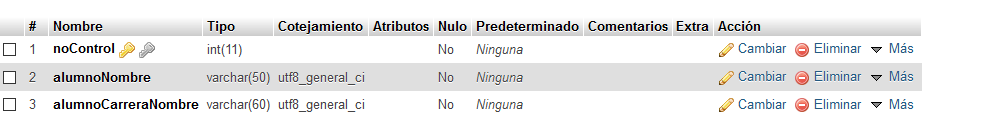 # Nombre Tipo Cotejamiento Atributos Nulo Predeterminado Comentarios Extra Acción
1 noControl int(11) No Ninguna Cambiar Eliminar Más
2 alumnoNombre varchar(50) utf8_general_ci No Ninguna Cambiar Eliminar Más
3 alumnoCarreraNombre varchar(60) utf8_general_ci No Ninguna Cambiar Eliminar Más